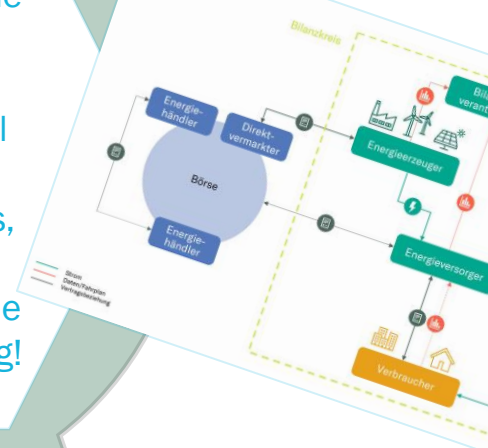 l
s,
e
g!
Bilanzkreis
Energie-
händler
Direkt-
vermarkter
Börse
Energie-
händler
Energieerzeuger
Energieversorger
Verbraucher
Strom
Daten/Fahrplan
Vertragsbeziehung